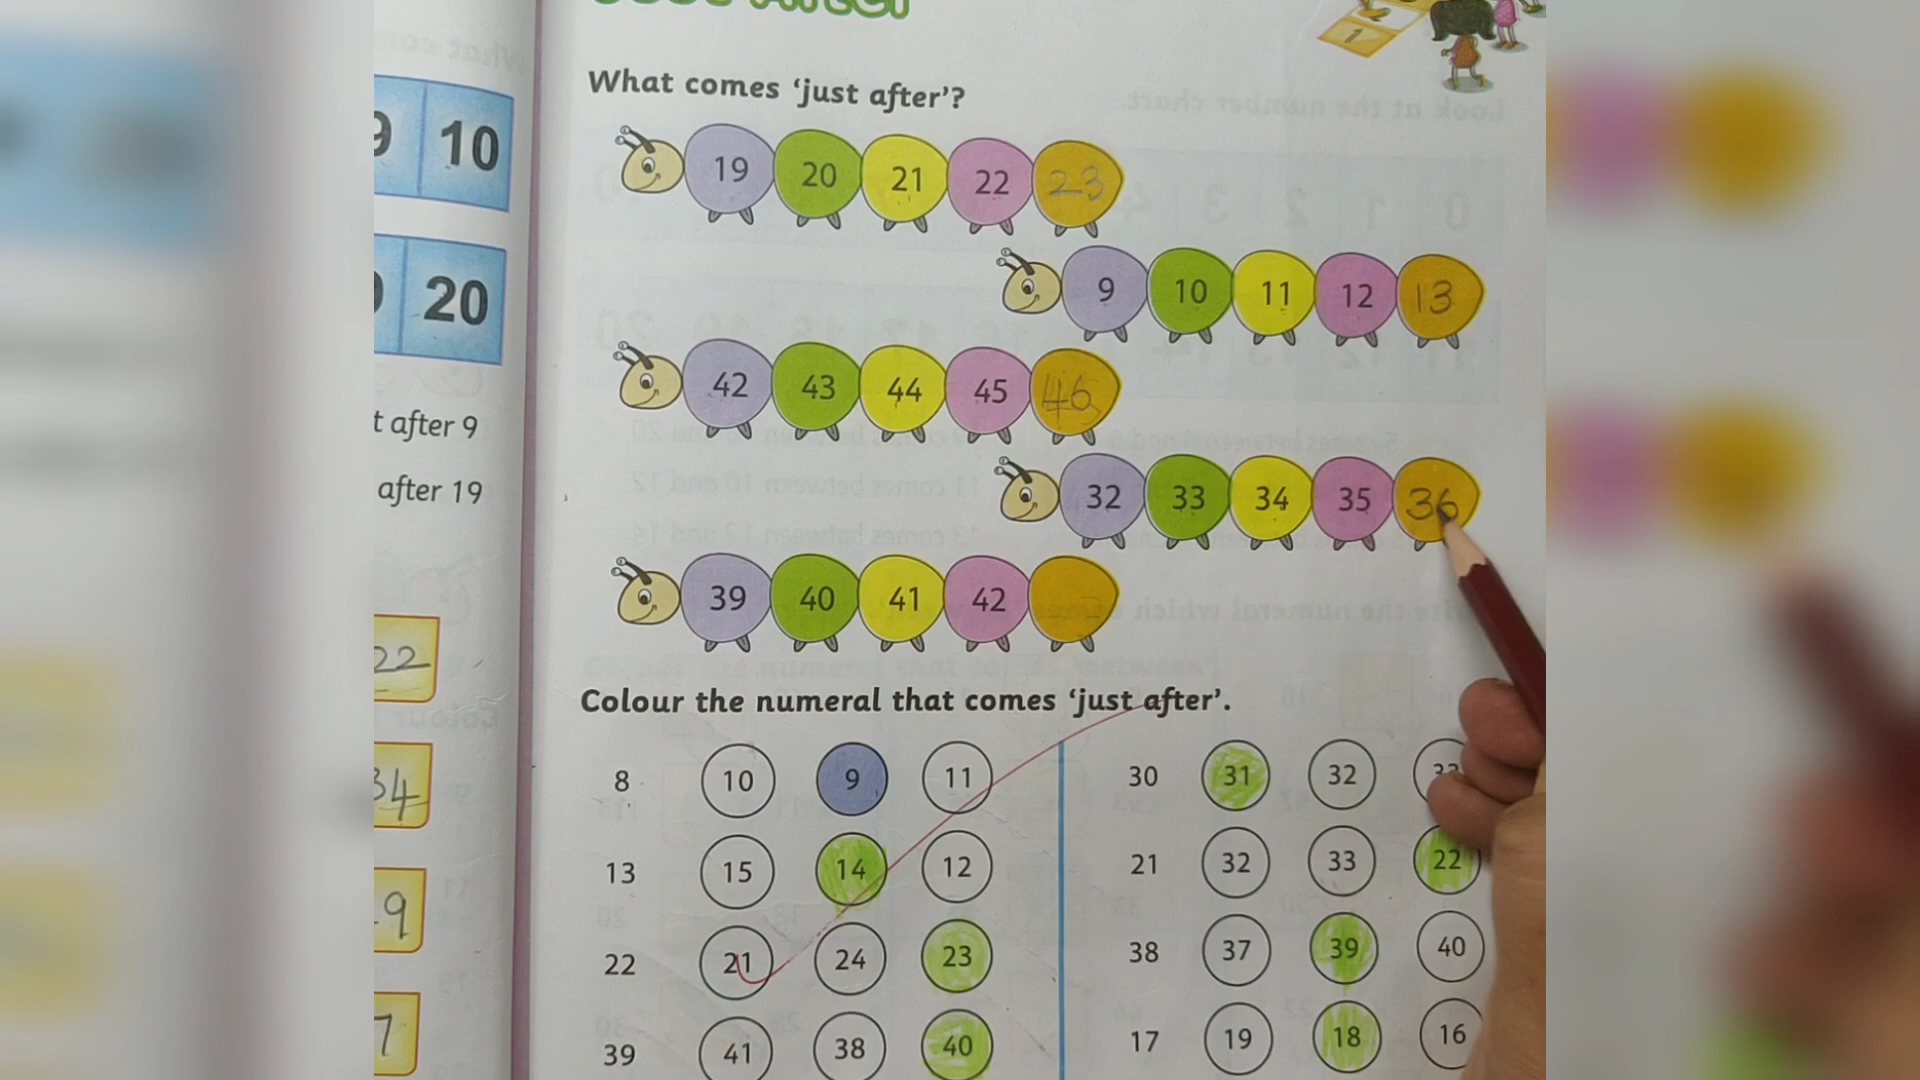 What comes ‘just after’?
9 10
19 20 21 22 23
9 10 11 12 13
20
42 43 44 45 46
t after 9
32 33 34 35 36
after 19
39 40 41 42
22
Colour the numeral that comes ‘just after’.
34
8 10 9 11 30 31 32
13 15 14 12 21 32 33 22
9
22 21 24 23 38 37 39 40
7
39 41 38 40 17 19 18 16
1